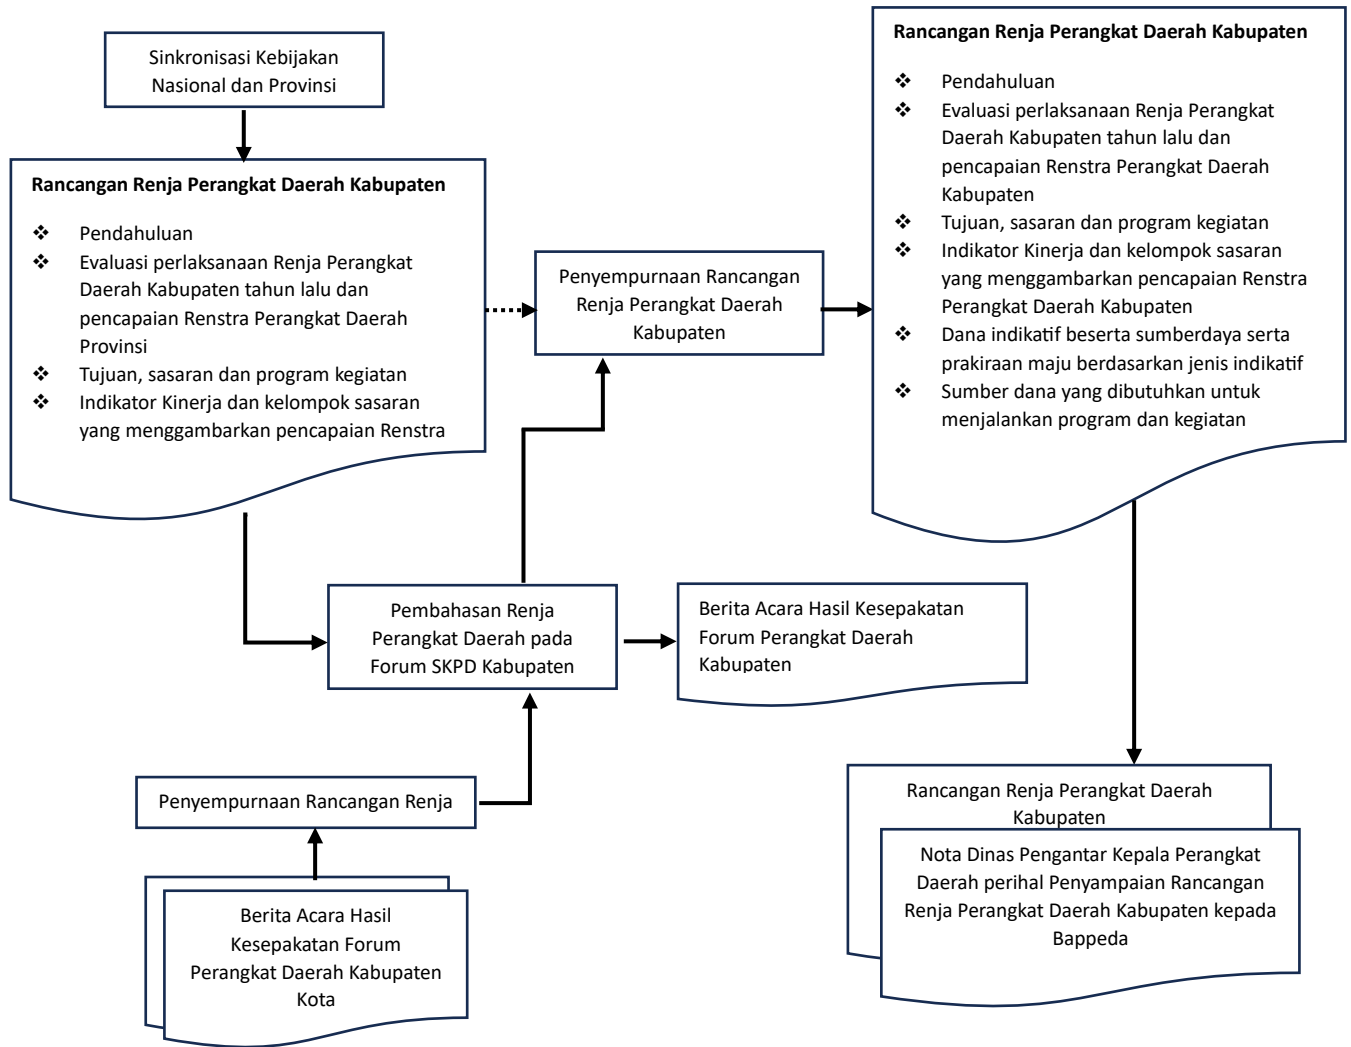 Sinkronisasi Kebijakan
Nasional dan Provinsi
Rancangan Renja Perangkat Daerah Kabupaten
❖ Pendahuluan
❖ Evaluasi perlaksanaan Renja Perangkat
Daerah Kabupaten tahun lalu dan
pencapaian Renstra Perangkat Daerah
Provinsi
❖ Tujuan, sasaran dan program kegiatan
❖ Indikator Kinerja dan kelompok sasaran
yang menggambarkan pencapaian Renstra
Penyempurnaan Rancangan
Renja Perangkat Daerah
Kabupaten
Rancangan Renja Perangkat Daerah Kabupaten
❖ Pendahuluan
❖ Evaluasi perlaksanaan Renja Perangkat
Daerah Kabupaten tahun lalu dan
pencapaian Renstra Perangkat Daerah
Kabupaten
❖ Tujuan, sasaran dan program kegiatan
❖ Indikator Kinerja dan kelompok sasaran
yang menggambarkan pencapaian Renstra
Perangkat Daerah Kabupaten
❖ Dana indikatif beserta sumberdaya serta
prakiraan maju berdasarkan jenis indikatif
❖ Sumber dana yang dibutuhkan untuk
menjalankan program dan kegiatan
Pembahasan Renja
Perangkat Daerah pada
Forum SKPD Kabupaten
Berita Acara Hasil Kesepakatan
Forum Perangkat Daerah
Kabupaten
Penyempurnaan Rancangan Renja
Berita Acara Hasil
Kesepakatan Forum
Perangkat Daerah Kabupaten
Kota
Rancangan Renja Perangkat Daerah
Kabupaten
Nota Dinas Pengantar Kepala Perangkat
Daerah perihal Penyampaian Rancangan
Renja Perangkat Daerah Kabupaten kepada
Bappeda